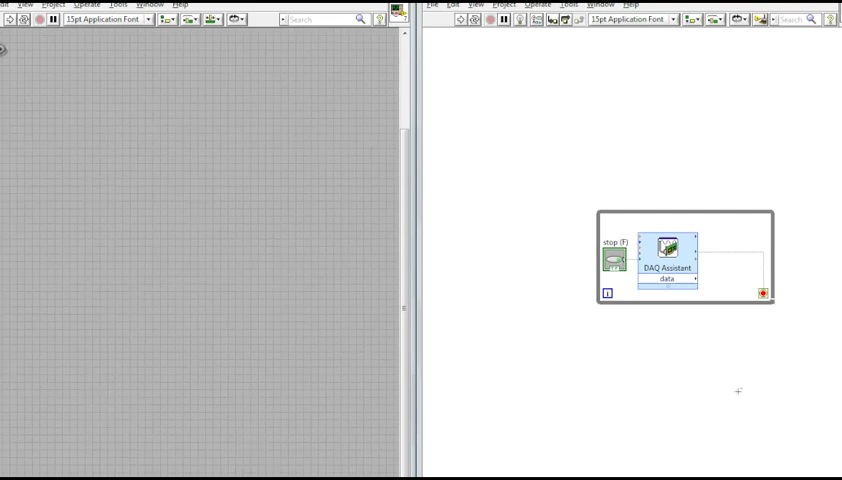 View Project Operate Tools Window Help
15pt Application Font
Search
File Edit View Project Operate Tools Window Help
15pt Application Font
Search
stop (F)
DAQ Assistant
data
i